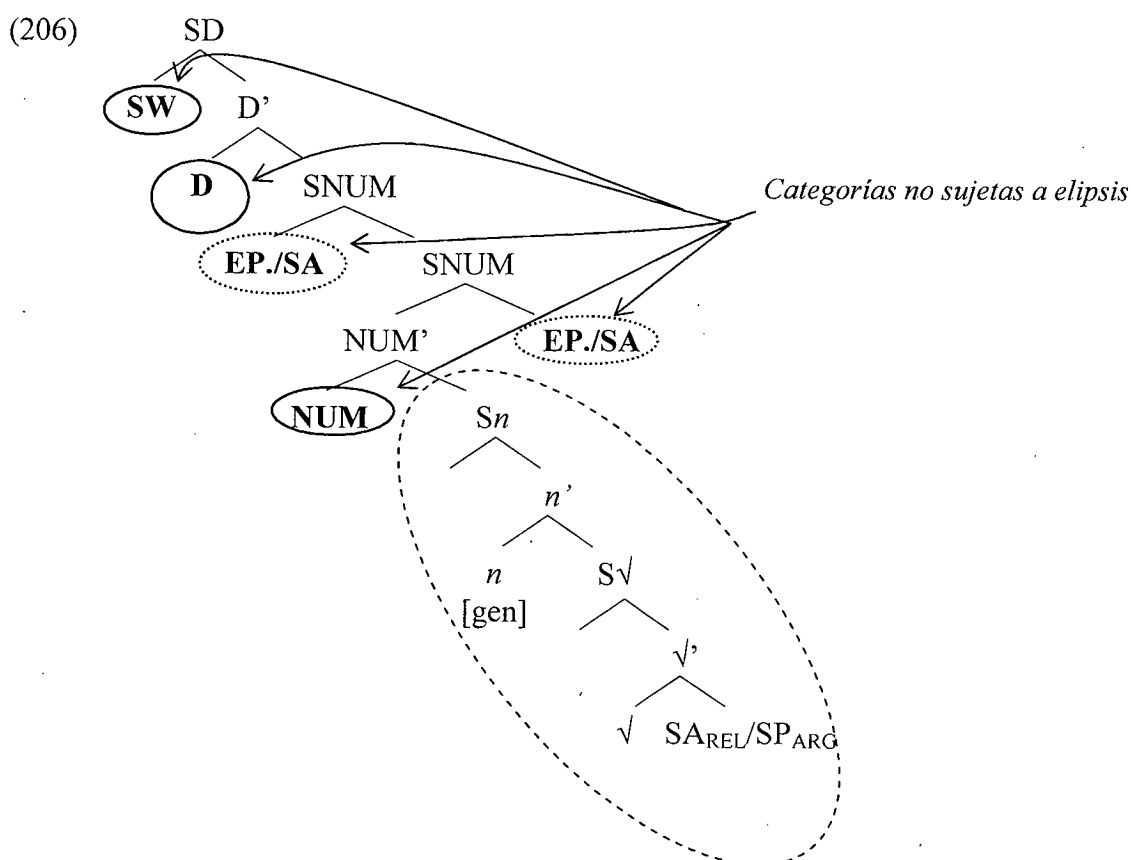 (206) SD
SW D'
D SNUM
Categorías no sujetas a elipsis
EP./SA SNUM
NUM' EP./SA
NUM Sn
n'
n S√
[gen]
√'
√ SA_REL/SP_ARG